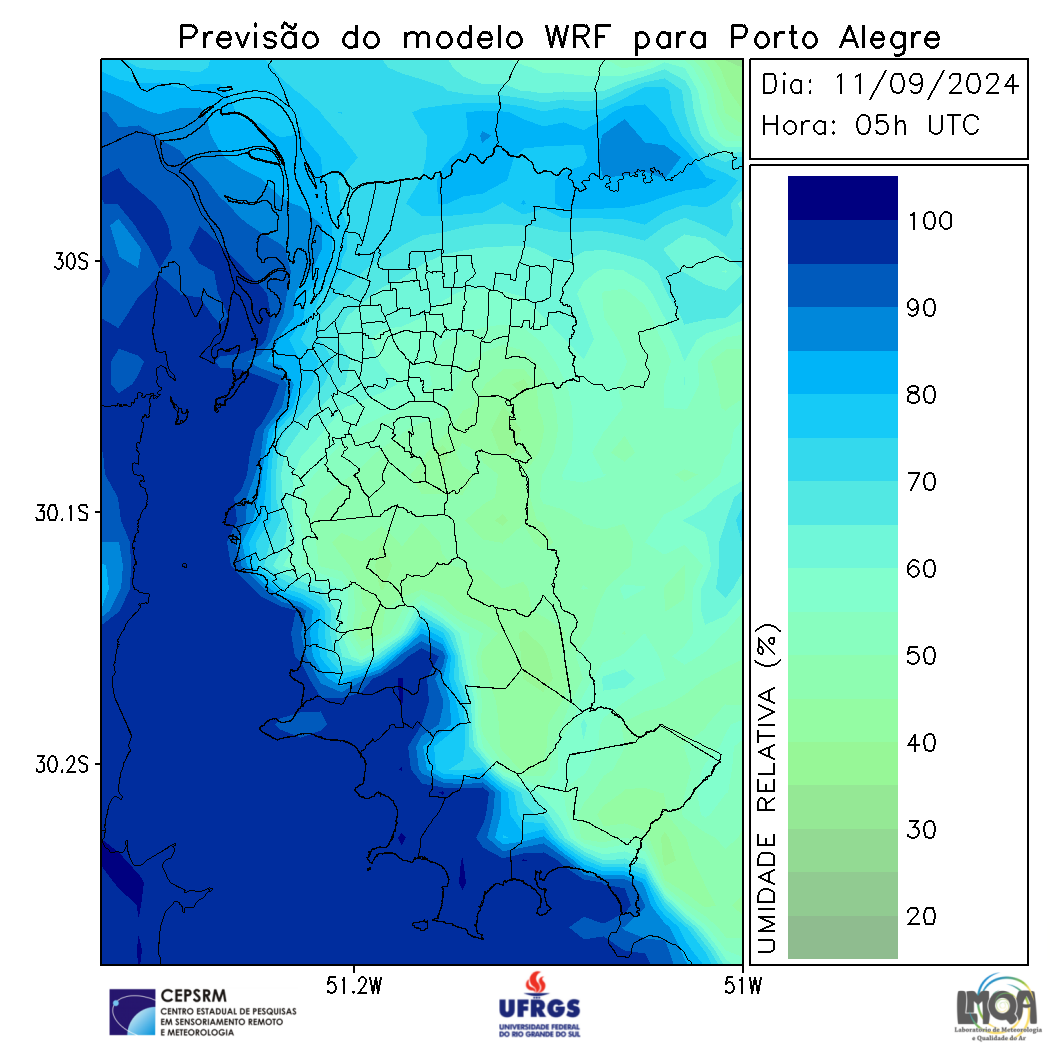 Previsão do modelo WRF para Porto Alegre
Dia: 11/09/2024
Hora: 05h UTC
30S
30.1S
30.2S
51.2W
51W
UMIDADE RELATIVA (%)
100
90
80
70
60
50
40
30
20
CEPSRM
CENTRO ESTADUAL DE PESQUISAS
EM SENSORIAMENTO REMOTO
E METEOROLOGIA
UFRGS
UNIVERSIDADE FEDERAL
DO RIO GRANDE DO SUL
LMQA
Laboratório de Meteorologia
e Qualidade do Ar